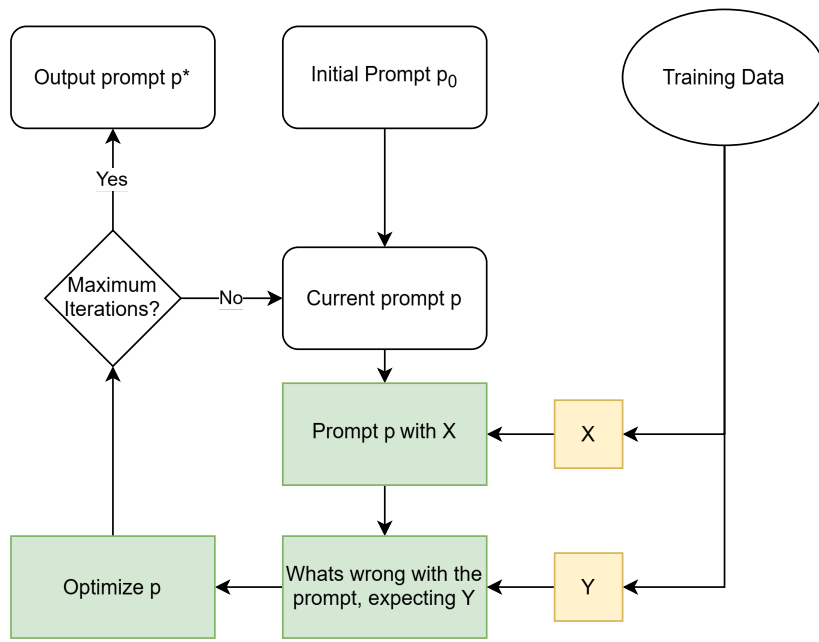 Output prompt p*
Initial Prompt p0
Training Data
Yes
Maximum
Iterations?
No
Current prompt p
Prompt p with X
X
Optimize p
Whats wrong with the
prompt, expecting Y
Y